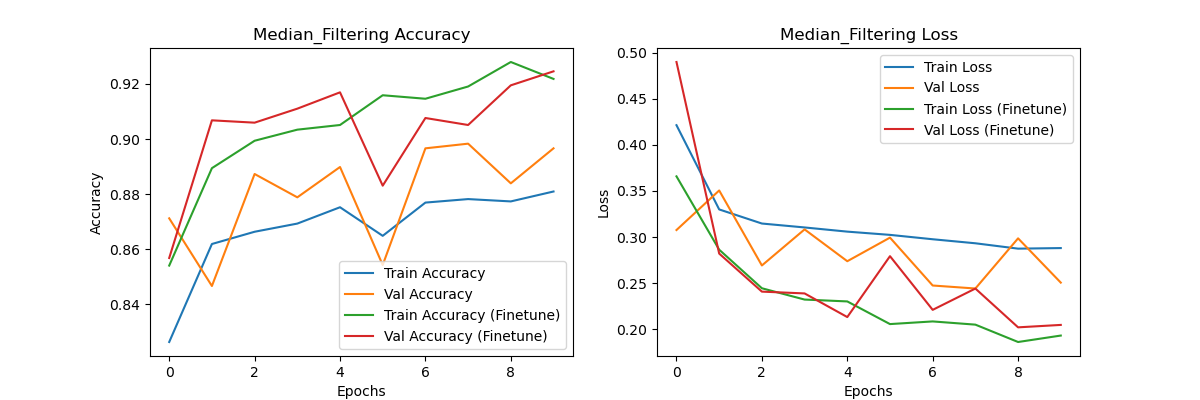 Median_Filtering Accuracy
Accuracy
0.92
0.90
0.88
0.86
0.84
Train Accuracy
Val Accuracy
Train Accuracy (Finetune)
Val Accuracy (Finetune)
0 2 4 6 8
Epochs
Median_Filtering Loss
Loss
0.50
0.45
0.40
0.35
0.30
0.25
0.20
Train Loss
Val Loss
Train Loss (Finetune)
Val Loss (Finetune)
0 2 4 6 8
Epochs